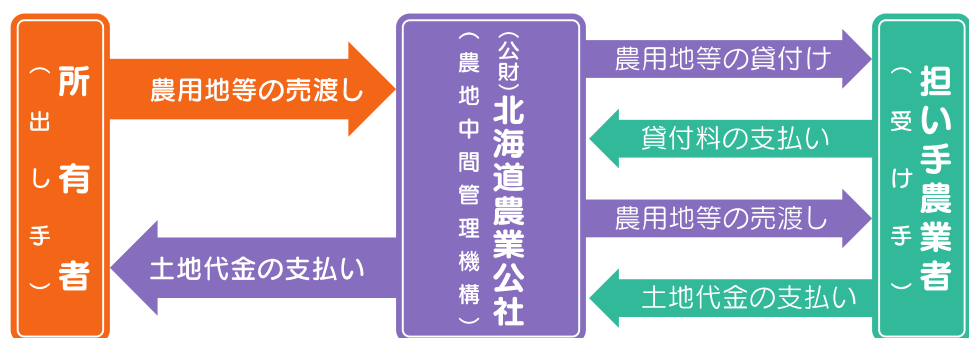 所有者
（出し手）
農用地等の売渡し
土地代金の支払い
（公財）北海道農業公社
（農地中間管理機構）
農用地等の貸付け
貸付料の支払い
農用地等の売渡し
土地代金の支払い
担い手農業者
（受け手）